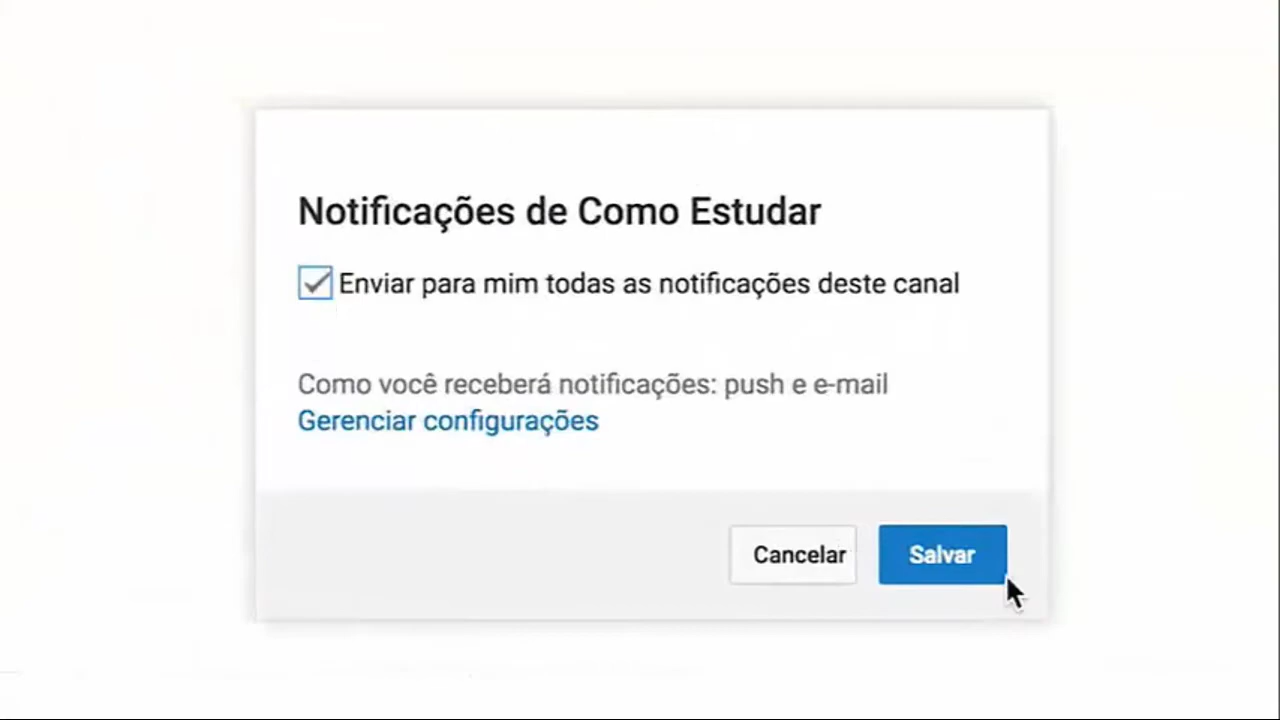 Notificações de Como Estudar
Enviar para mim todas as notificações deste canal
Como você receberá notificações: push e e-mail
Gerenciar configurações
Cancelar
Salvar